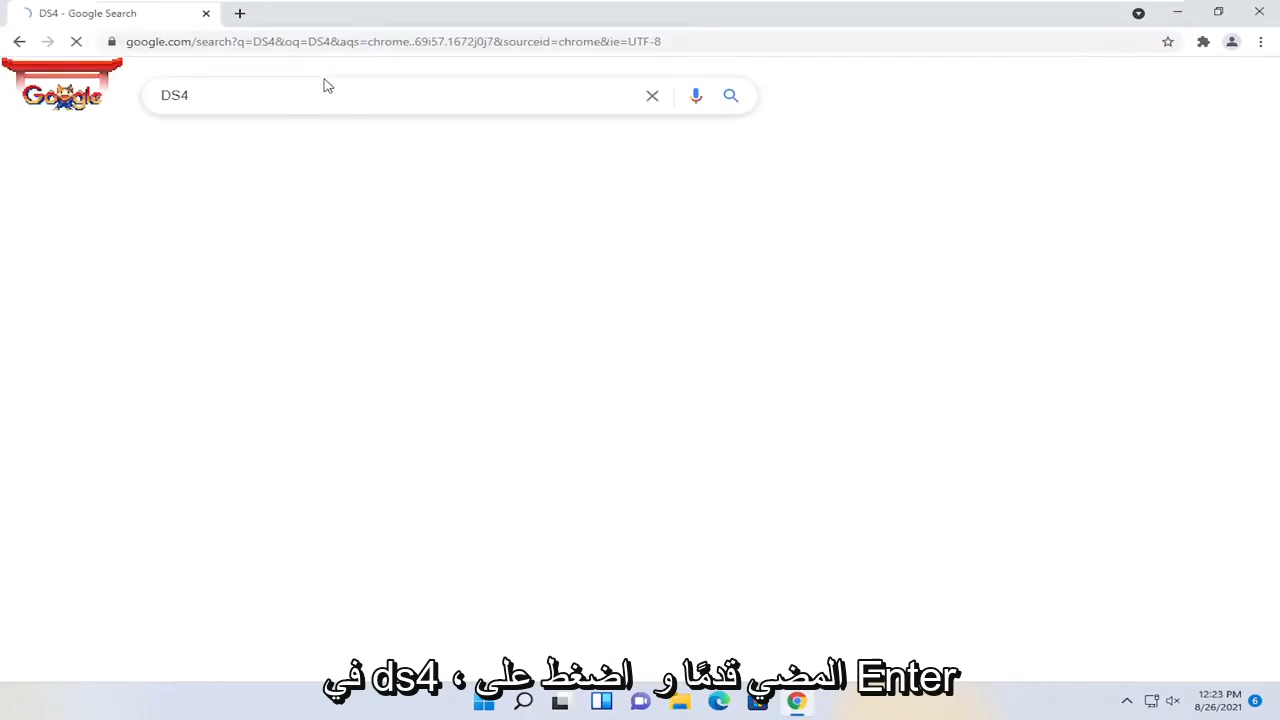 DS4 - Google Search
google.com/search?q=DS4&oq=DS4&aqs=chrome..69i57.1672j0j7&sourceid=chrome&ie=UTF-8
Google
DS4
في ds4 ، المضي قدمًا و اضغط على Enter
12:23 PM
8/26/2021
6